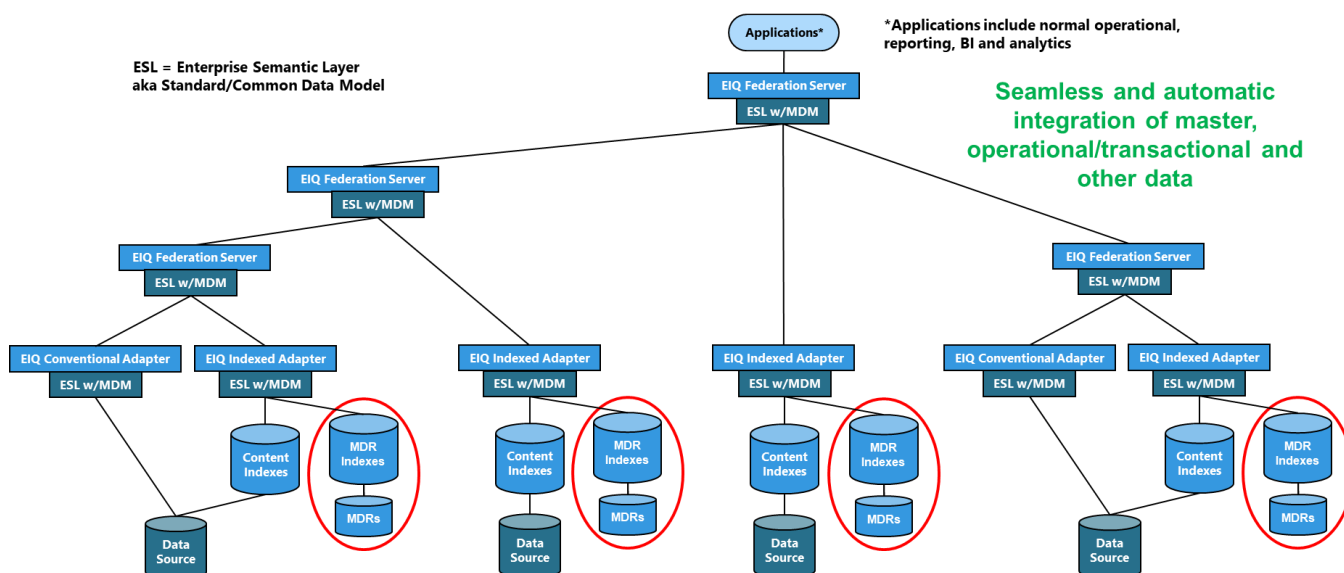 Applications*
*Applications include normal operational,
reporting, BI and analytics
ESL = Enterprise Semantic Layer
aka Standard/Common Data Model
EIQ Federation Server
ESL w/MDM
Seamless and automatic
integration of master,
operational/transactional and
other data
EIQ Federation Server
ESL w/MDM
EIQ Federation Server
ESL w/MDM
EIQ Federation Server
ESL w/MDM
EIQ Conventional Adapter
ESL w/MDM
EIQ Indexed Adapter
ESL w/MDM
EIQ Indexed Adapter
ESL w/MDM
EIQ Indexed Adapter
ESL w/MDM
EIQ Conventional Adapter
ESL w/MDM
EIQ Indexed Adapter
ESL w/MDM
Content
Indexes
MDR
Indexes
Content
Indexes
MDR
Indexes
Content
Indexes
MDR
Indexes
Content
Indexes
MDR
Indexes
MDRs
MDRs
MDRs
MDRs
Data
Source
Data
Source
Data
Source
Data
Source